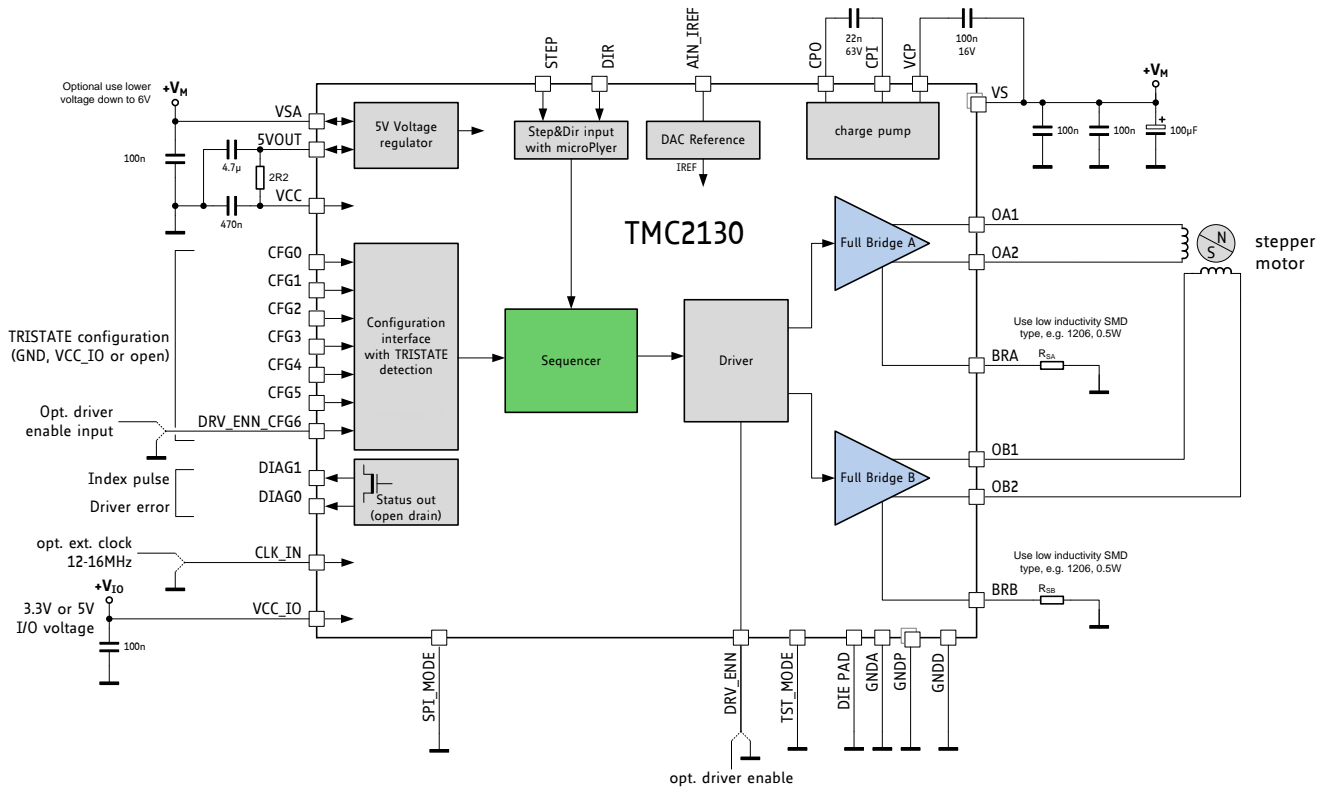 STEP
DIR
AIN_IREF
CPO
22n
63V
CPI
VCP
100n
16V
Optional use lower
voltage down to 6V
+VM
VSA
5VOUT
100n
4.7µ
2R2
VCC
470n
5V Voltage
regulator
Step&Dir input
with microPlyer
DAC Reference
IREF
charge pump
VS
+VM
100n
100n
+
100µF
TMC2130
TRISTATE configuration
(GND, VCC_IO or open)
CFG0
CFG1
CFG2
CFG3
CFG4
CFG5
DRV_ENN_CFG6
Opt. driver
enable input
Configuration
interface
with TRISTATE
detection
Sequencer
Driver
Full Bridge A
Full Bridge B
OA1
OA2
N
S
stepper
motor
Use low inductivity SMD
type, e.g. 1206, 0.5W
BRA
RSA
OB1
OB2
Use low inductivity SMD
type, e.g. 1206, 0.5W
BRB
RSB
Index pulse
Driver error
DIAG1
DIAG0
Status out
(open drain)
opt. ext. clock
12-16MHz
CLK_IN
+VIO
3.3V or 5V
I/O voltage
VCC_IO
100n
SPI_MODE
DRV_ENN
TST_MODE
DIE PAD
GNDA
GNDP
GNDD
opt. driver enable